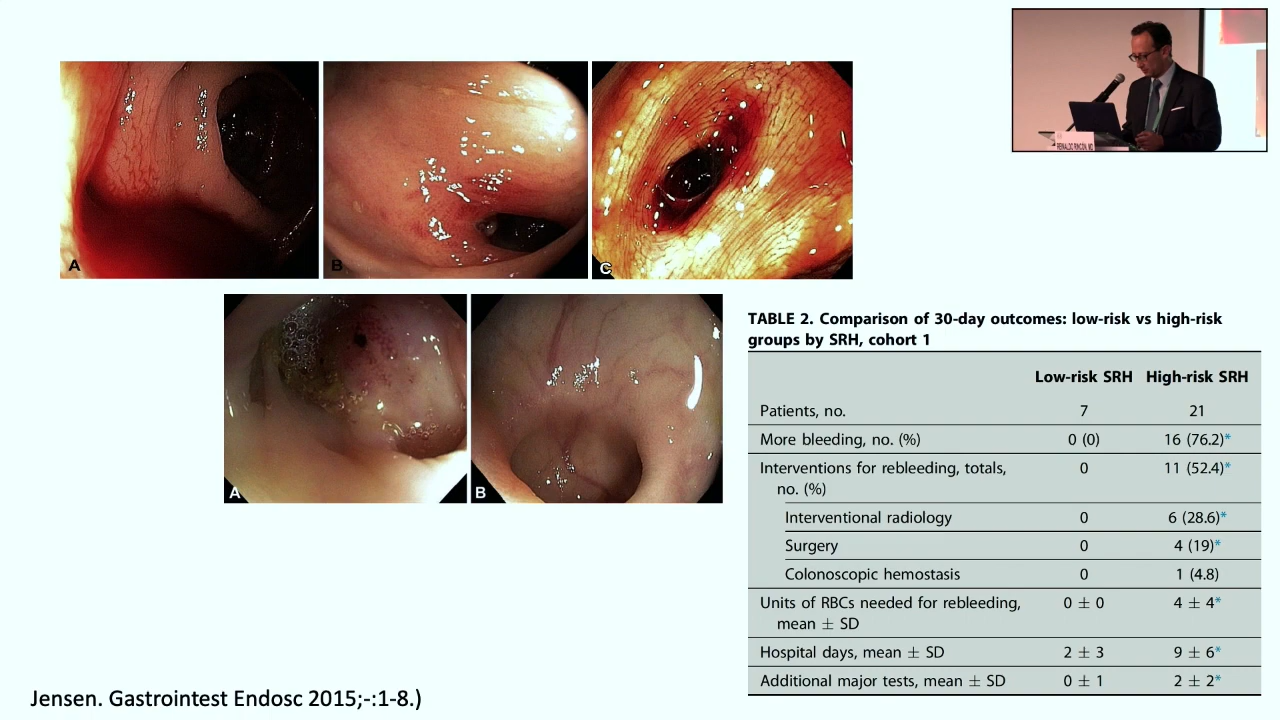 REINALDO RINCON, MD
A
B
C
A
B
TABLE 2. Comparison of 30-day outcomes: low-risk vs high-risk
groups by SRH, cohort 1
Low-risk SRH High-risk SRH
Patients, no. 7 21
More bleeding, no. (%) 0 (0) 16 (76.2)*
Interventions for rebleeding, totals, 0 11 (52.4)*
no. (%)
Interventional radiology 0 6 (28.6)*
Surgery 0 4 (19)*
Colonoscopic hemostasis 0 1 (4.8)
Units of RBCs needed for rebleeding, 0 ± 0 4 ± 4*
mean ± SD
Hospital days, mean ± SD 2 ± 3 9 ± 6*
Additional major tests, mean ± SD 0 ± 1 2 ± 2*
Jensen. Gastrointest Endosc 2015;-:1-8.)